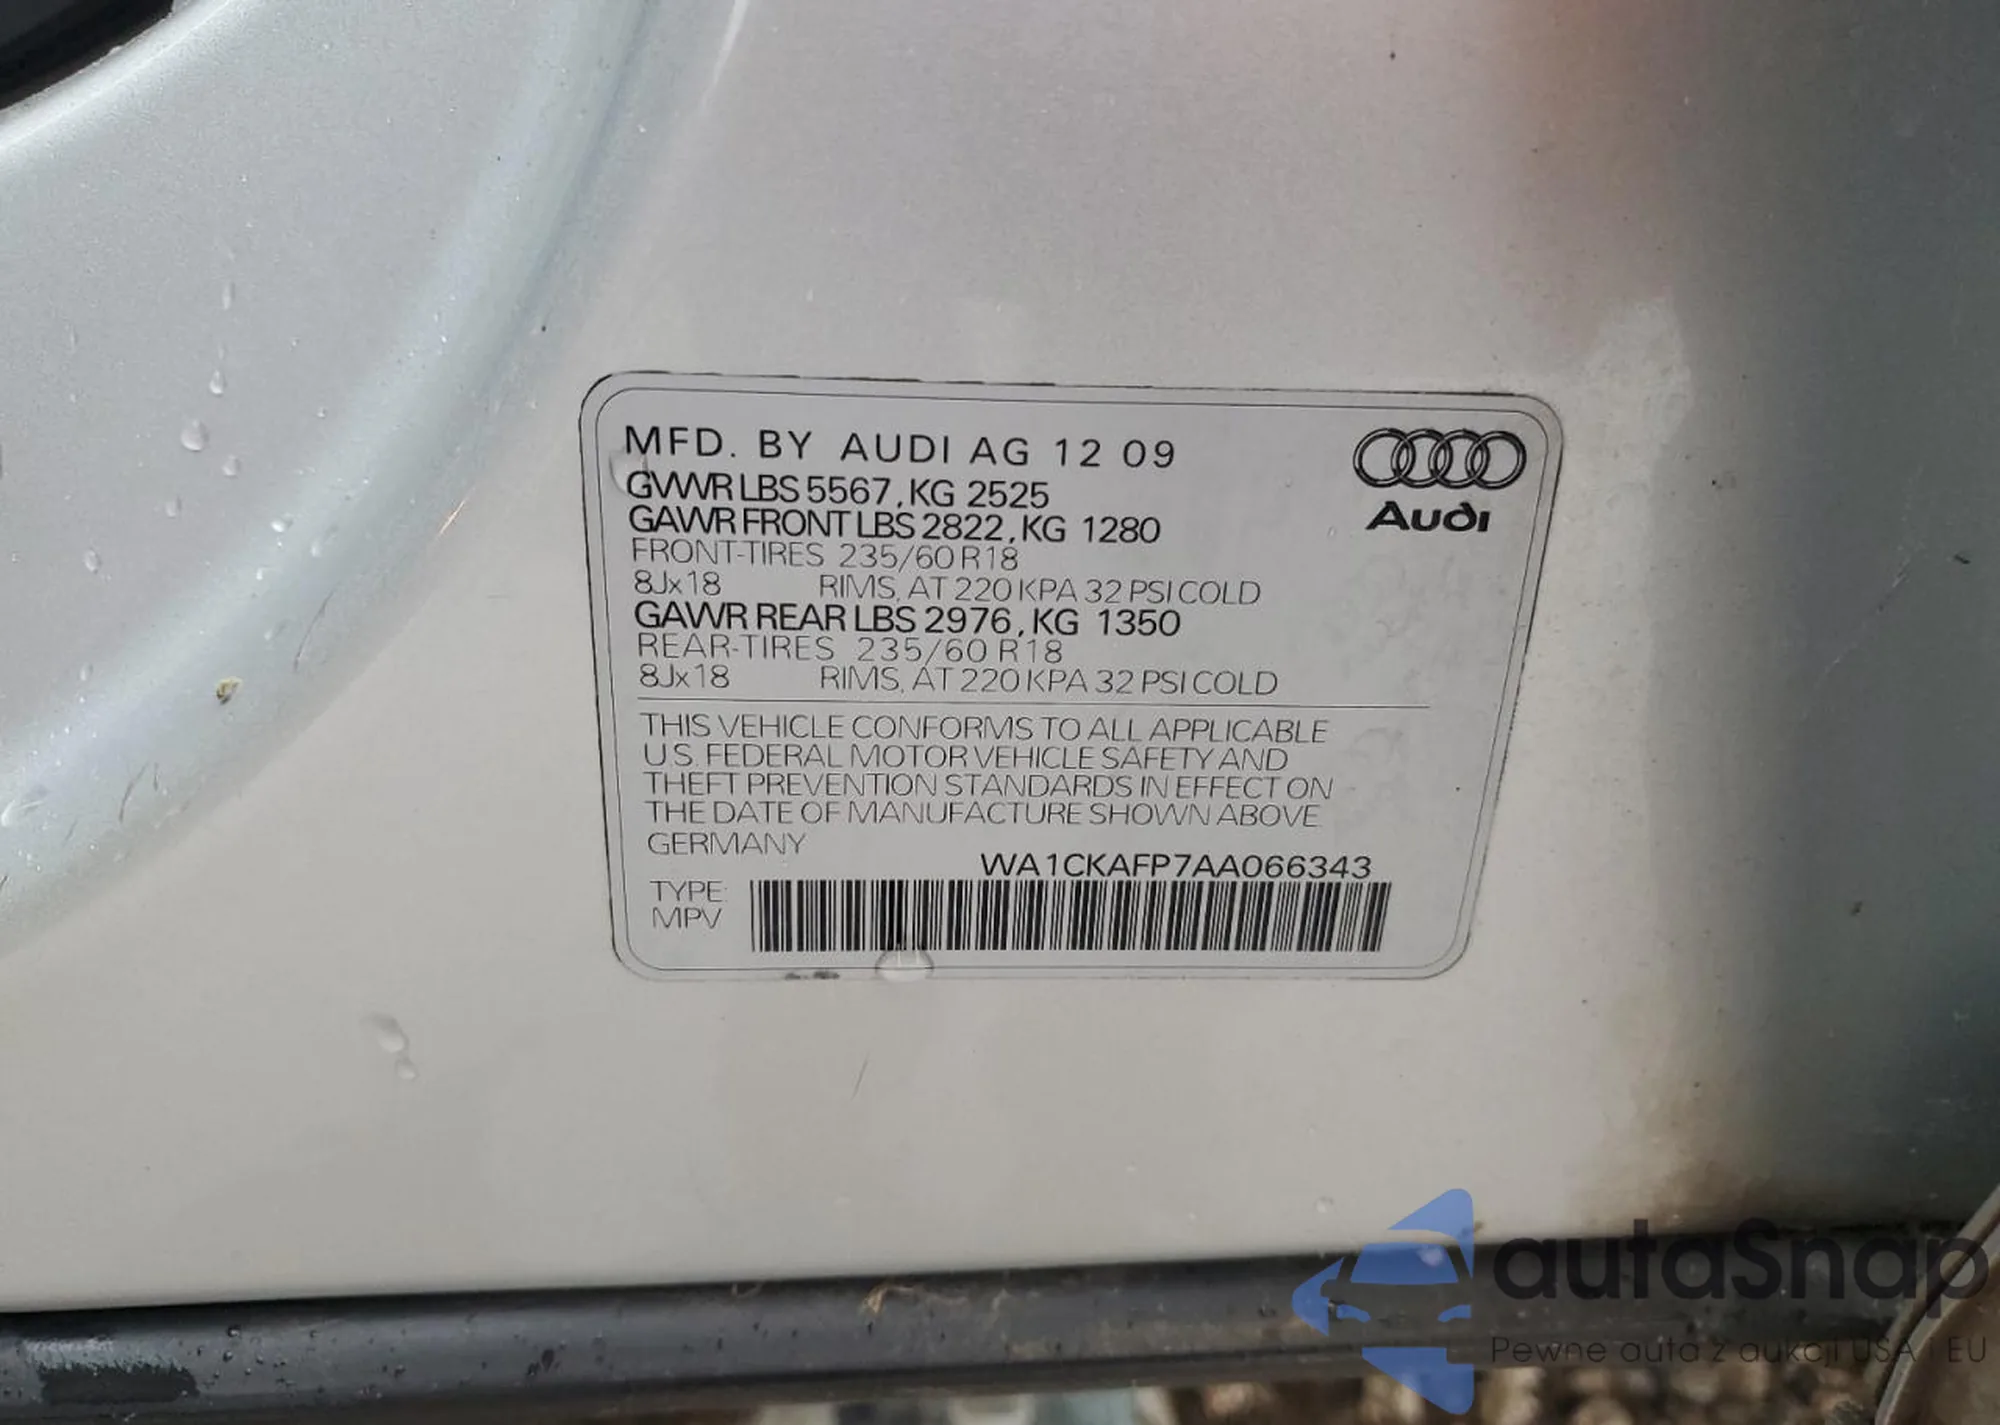 MFD. BY AUDI AG 12 09
GVWR LBS 5567, KG 2525
GAWR FRONT LBS 2822, KG 1280
FRONT-TIRES 235/60 R18
8Jx18 RIMS, AT 220 KPA 32 PSI COLD
GAWR REAR LBS 2976, KG 1350
REAR-TIRES 235/60 R18
8Jx18 RIMS, AT 220 KPA 32 PSI COLD
Audi
THIS VEHICLE CONFORMS TO ALL APPLICABLE
U.S. FEDERAL MOTOR VEHICLE SAFETY AND
THEFT PREVENTION STANDARDS IN EFFECT ON
THE DATE OF MANUFACTURE SHOWN ABOVE
GERMANY
WA1CKAFP7AA066343
TYPE:
MPV
autaSnap
Pewne auta z aukcji USA i EU